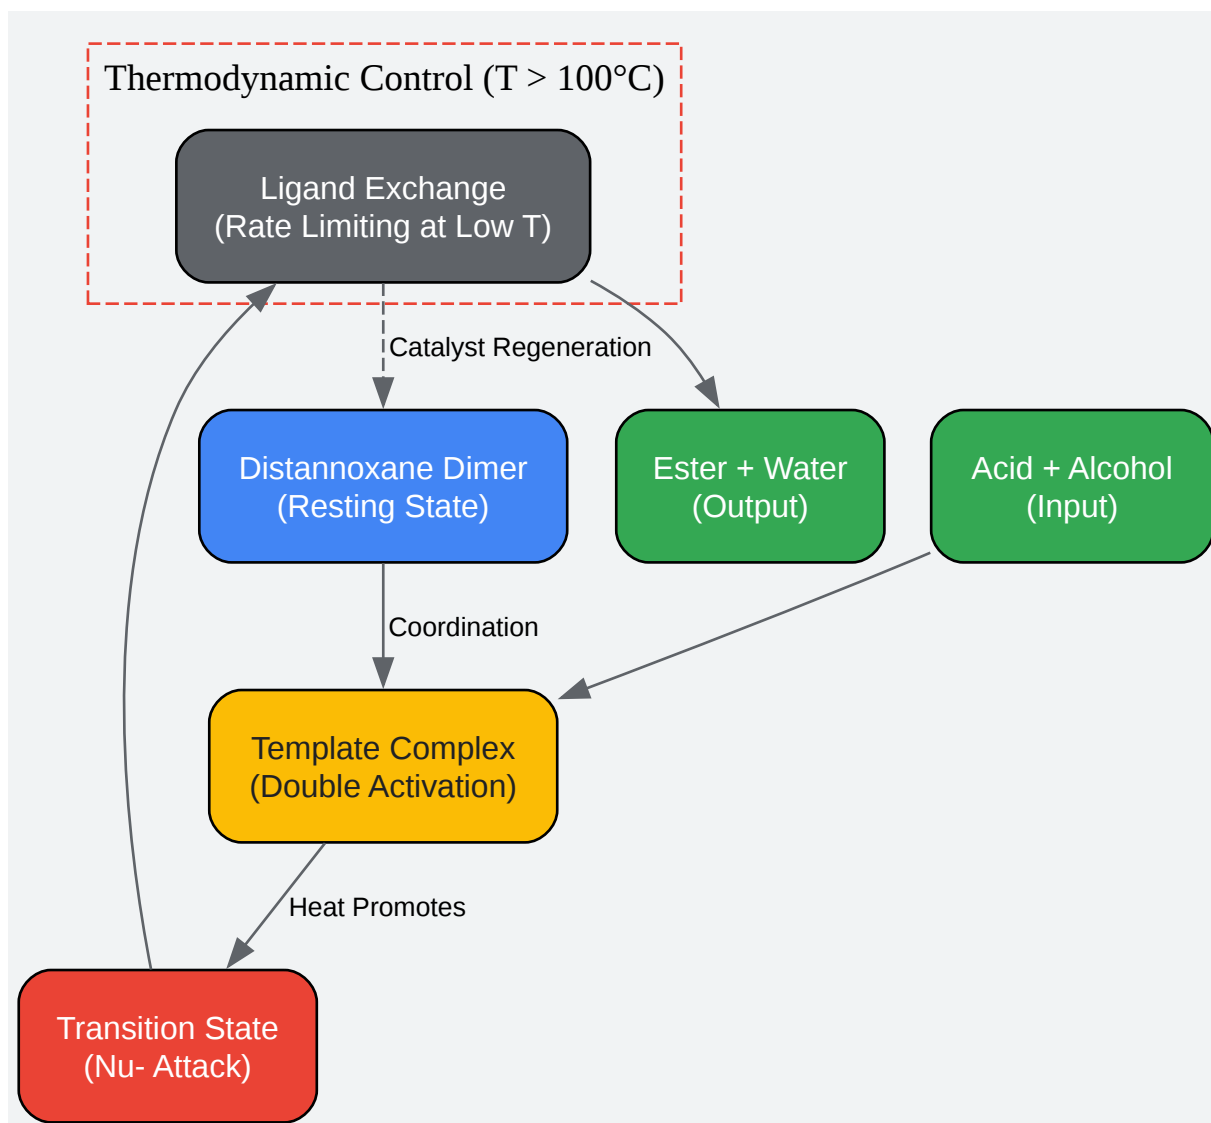 Thermodynamic Control (T > 100°C)
Ligand Exchange
(Rate Limiting at Low T)
Catalyst Regeneration
Distannoxane Dimer
(Resting State)
Ester + Water
(Output)
Acid + Alcohol
(Input)
Coordination
Template Complex
(Double Activation)
Heat Promotes
Transition State
(Nu- Attack)